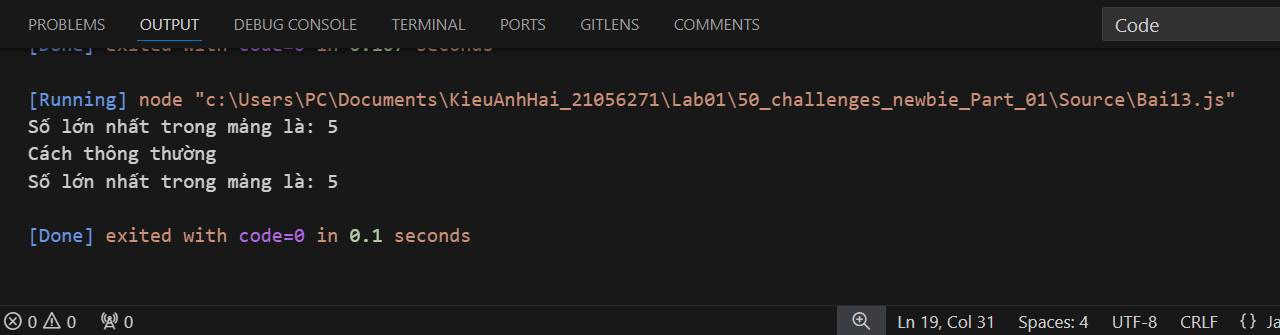 PROBLEMS OUTPUT DEBUG CONSOLE TERMINAL PORTS GITLENS COMMENTS Code
[Done] exited with code=0 in 0.107 seconds
[Running] node "c:\Users\PC\Documents\KieuAnhHai_21056271\Lab01\50_challenges_newbie_Part_01\Source\Bai13.js"
Số lớn nhất trong mảng là: 5
Cách thông thường
Số lớn nhất trong mảng là: 5
[Done] exited with code=0 in 0.1 seconds
0 0 0 Ln 19, Col 31 Spaces: 4 UTF-8 CRLF {} Ja